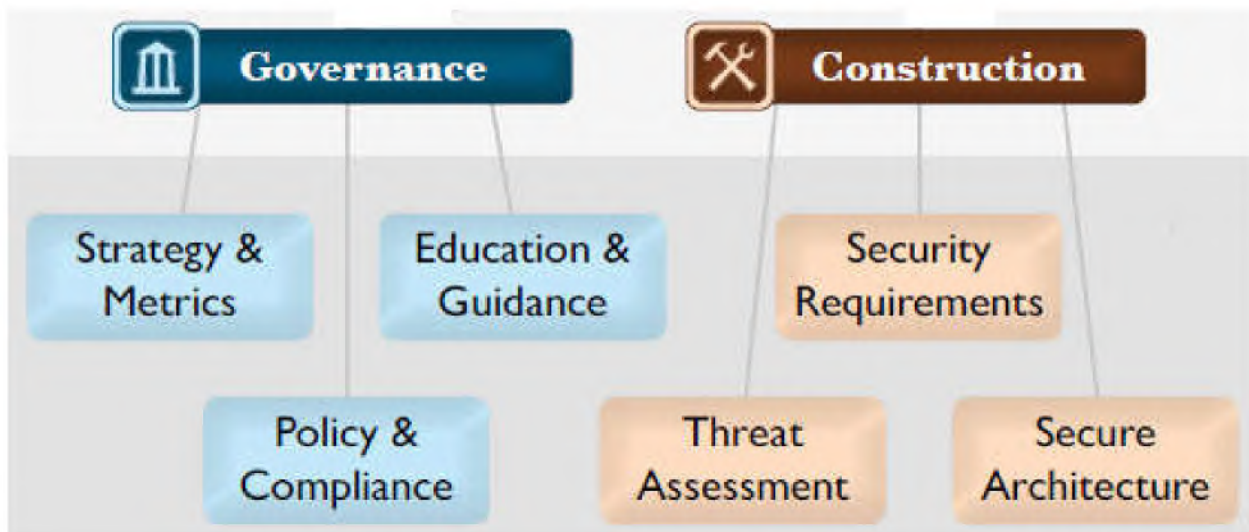 Governance
Construction
Strategy &
Metrics
Education &
Guidance
Security
Requirements
Policy &
Compliance
Threat
Assessment
Secure
Architecture